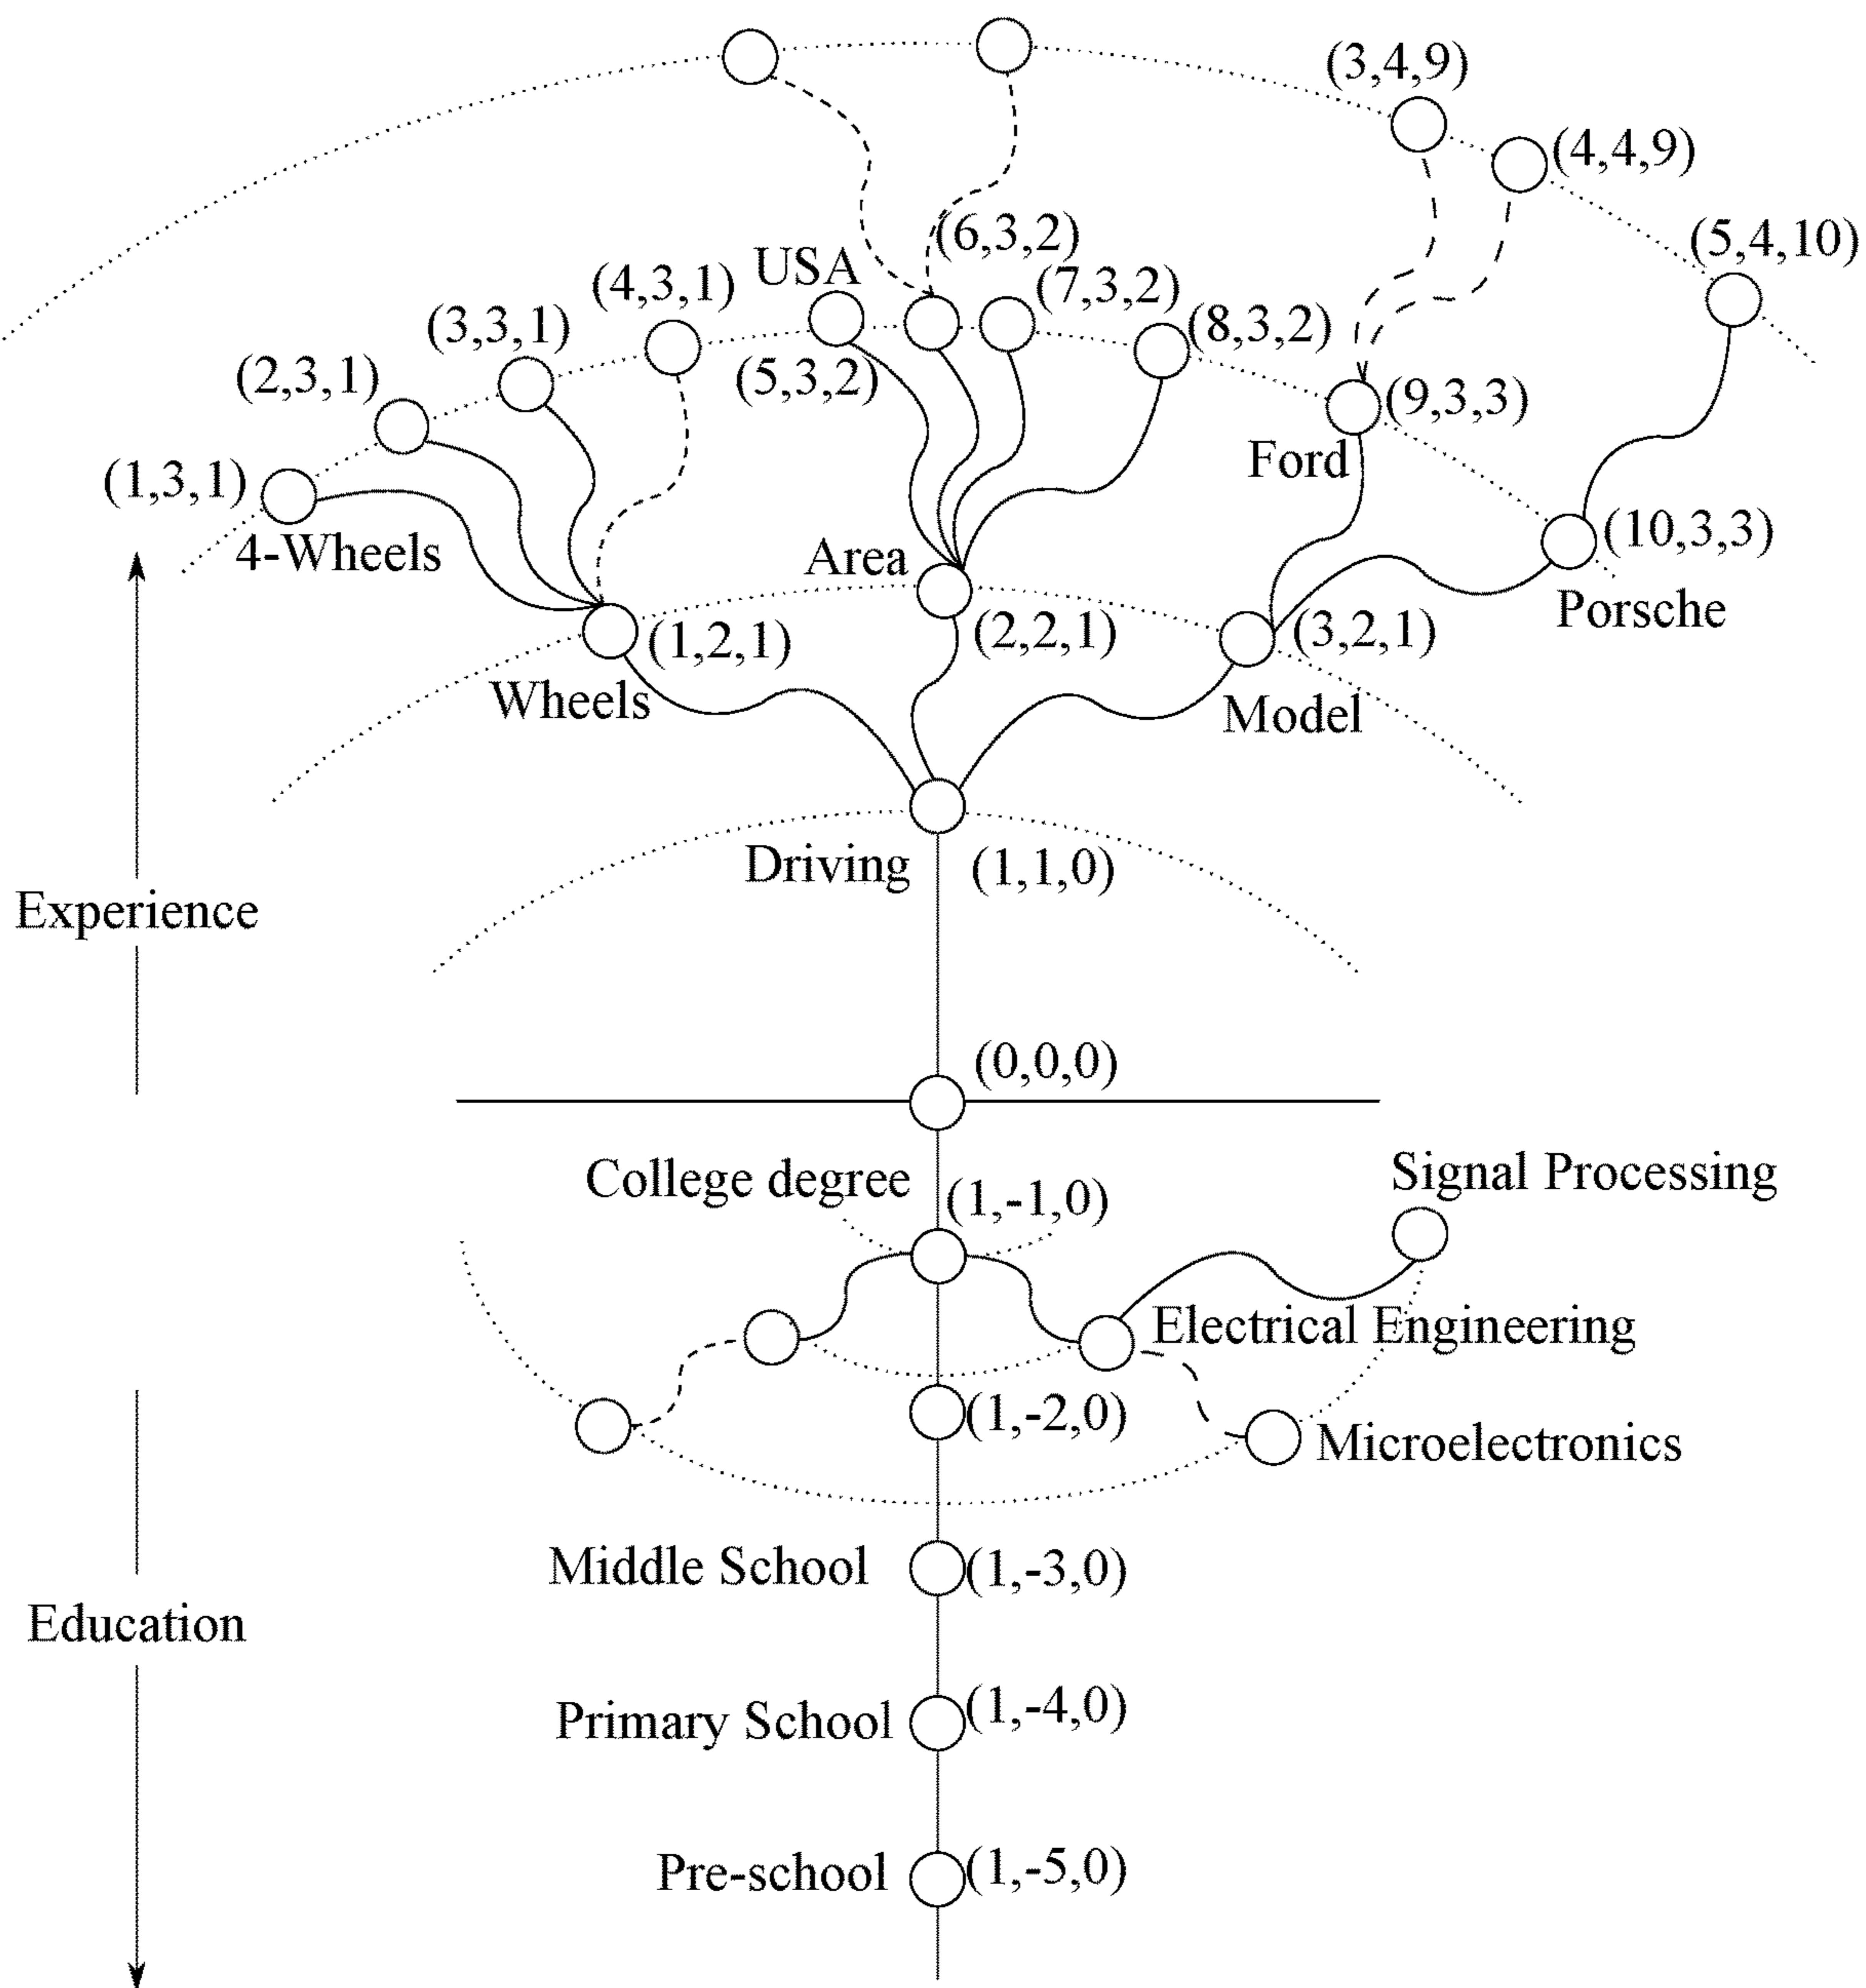 (3,4,9)
(4,4,9)
(5,4,10)
(6,3,2)
USA
(7,3,2)
(4,3,1)
(8,3,2)
(3,3,1)
(2,3,1)
(5,3,2)
(9,3,3)
Ford
(1,3,1)
4-Wheels
Area
(10,3,3)
Porsche
(1,2,1)
(2,2,1)
(3,2,1)
Wheels
Model
Driving
(1,1,0)
Experience
(0,0,0)
College degree
(1,-1,0)
Signal Processing
Electrical Engineering
(1,-2,0)
Microelectronics
Middle School
(1,-3,0)
Education
Primary School
(1,-4,0)
Pre-school
(1,-5,0)